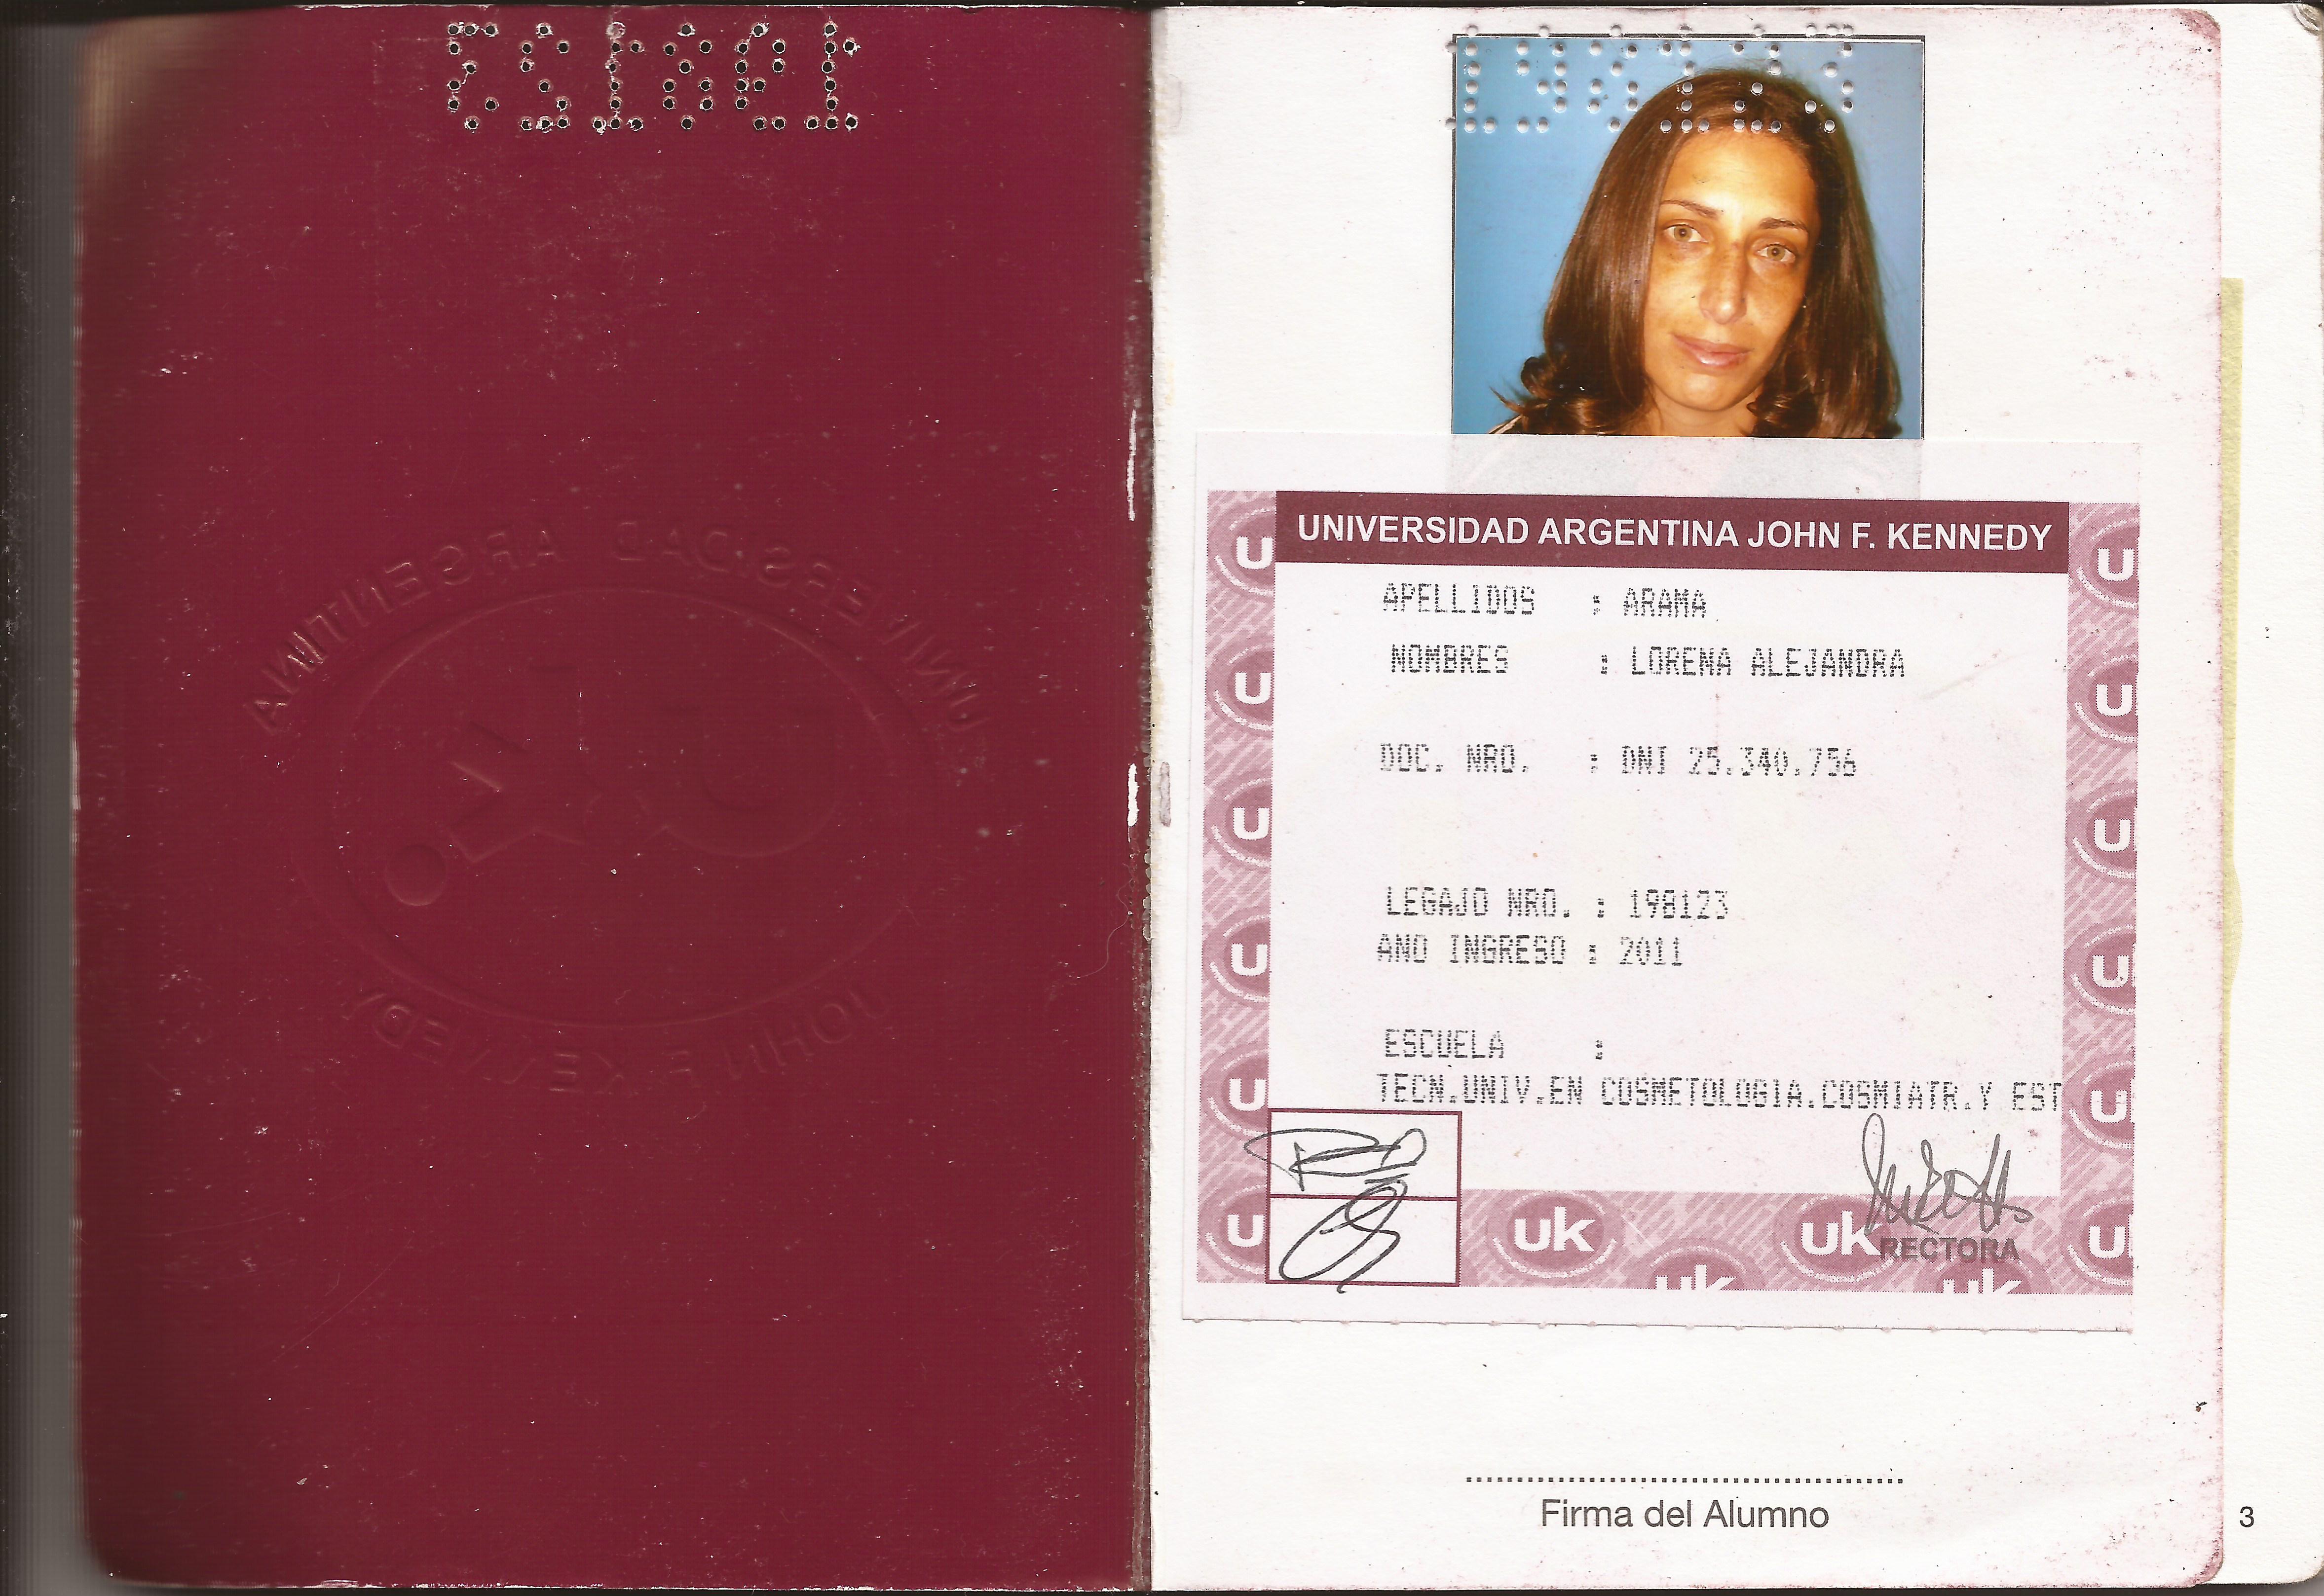 198123
UNIVERSIDAD ARGENTINA
UK
JOHN F. KENNEDY
198123
UNIVERSIDAD ARGENTINA JOHN F. KENNEDY
APELLIDOS : ARAMA
NOMBRES : LORENA ALEJANDRA
DOC. NRO. : DNI 25.340.756
LEGAJO NRO. : 198123
ANO INGRESO : 2011
ESCUELA :
TECN.UNIV.EN COSMETOLOGIA.COSMIATR.Y EST
uk uk
RECTORA
Firma del Alumno
3